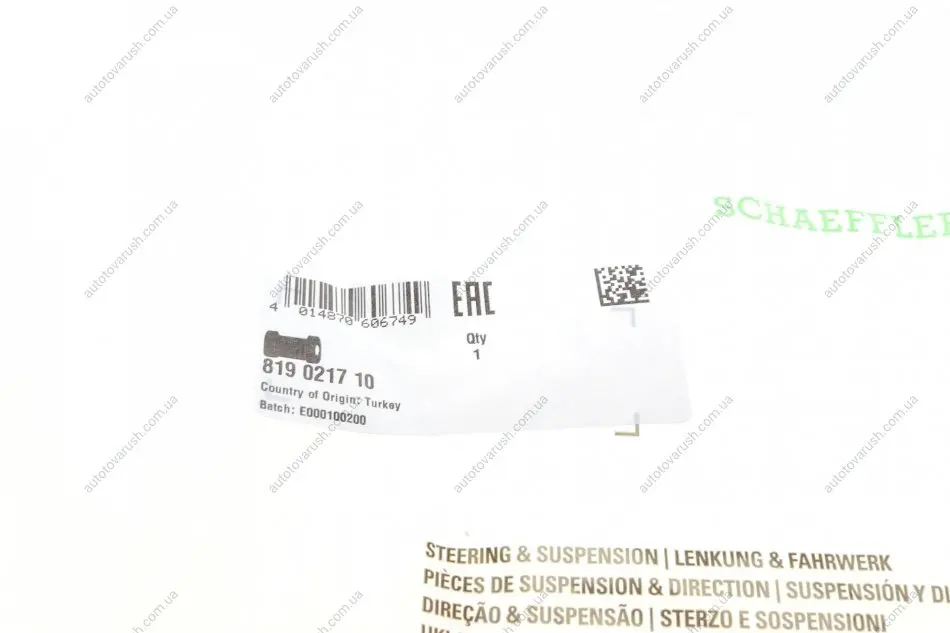 SCHAEFFLER
4 014870 606749
EAC
Qty
1
819 0217 10
Country of Origin: Turkey
Batch: E000100200
STEERING & SUSPENSION | LENKUNG & FAHRWERK
PIÈCES DE SUSPENSION & DIRECTION | SUSPENSIÓN Y DI
DIREÇÃO & SUSPENSÃO | STERZO E SOSPENSIONI
autotovarush.com.ua